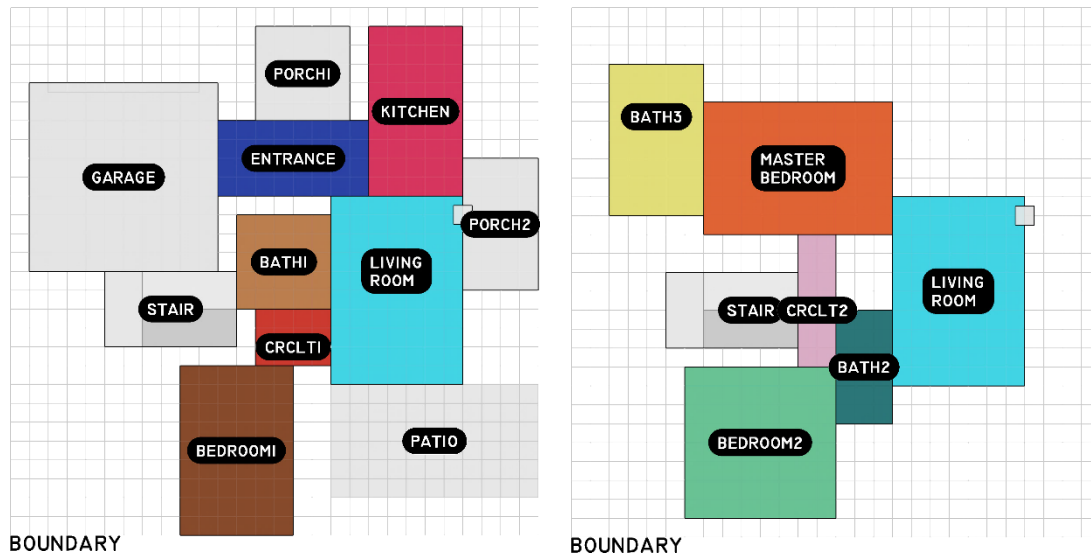 PORCH1
KITCHEN
ENTRANCE
GARAGE
PORCH2
BATH1
LIVING
ROOM
STAIR
CRCLT1
BEDROOM1
PATIO
BOUNDARY
BATH3
MASTER
BEDROOM
LIVING
ROOM
STAIR
CRCLT2
BATH2
BEDROOM2
BOUNDARY